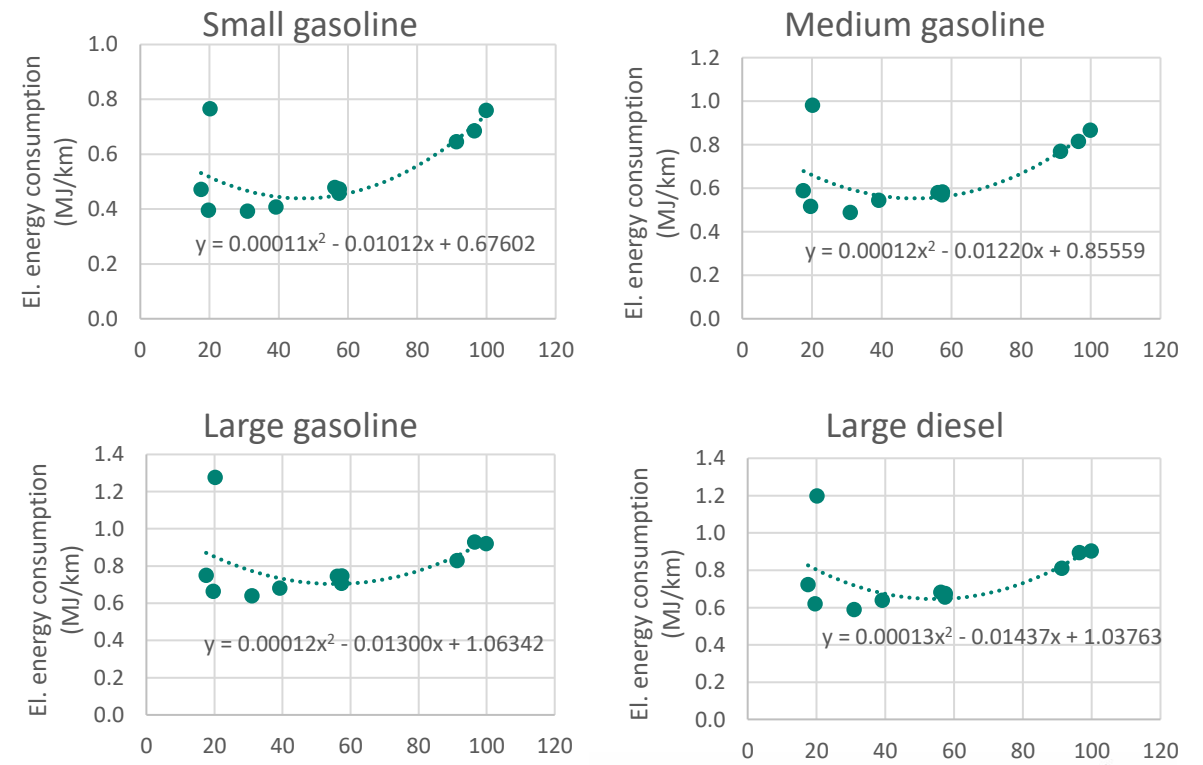 Small gasoline
El. energy consumption
(MJ/km)
1.0
0.8
0.6
0.4
0.2
0.0
y = 0.00011x² - 0.01012x + 0.67602
0 20 40 60 80 100 120
Medium gasoline
El. energy consumption
(MJ/km)
1.2
1.0
0.8
0.6
0.4
0.2
0.0
y = 0.00012x² - 0.01220x + 0.85559
0 20 40 60 80 100 120
Large gasoline
El. energy consumption
(MJ/km)
1.4
1.2
1.0
0.8
0.6
0.4
0.2
0.0
y = 0.00012x² - 0.01300x + 1.06342
0 20 40 60 80 100 120
Large diesel
El. energy consumption
(MJ/km)
1.4
1.2
1.0
0.8
0.6
0.4
0.2
0.0
y = 0.00013x² - 0.01437x + 1.03763
0 20 40 60 80 100 120